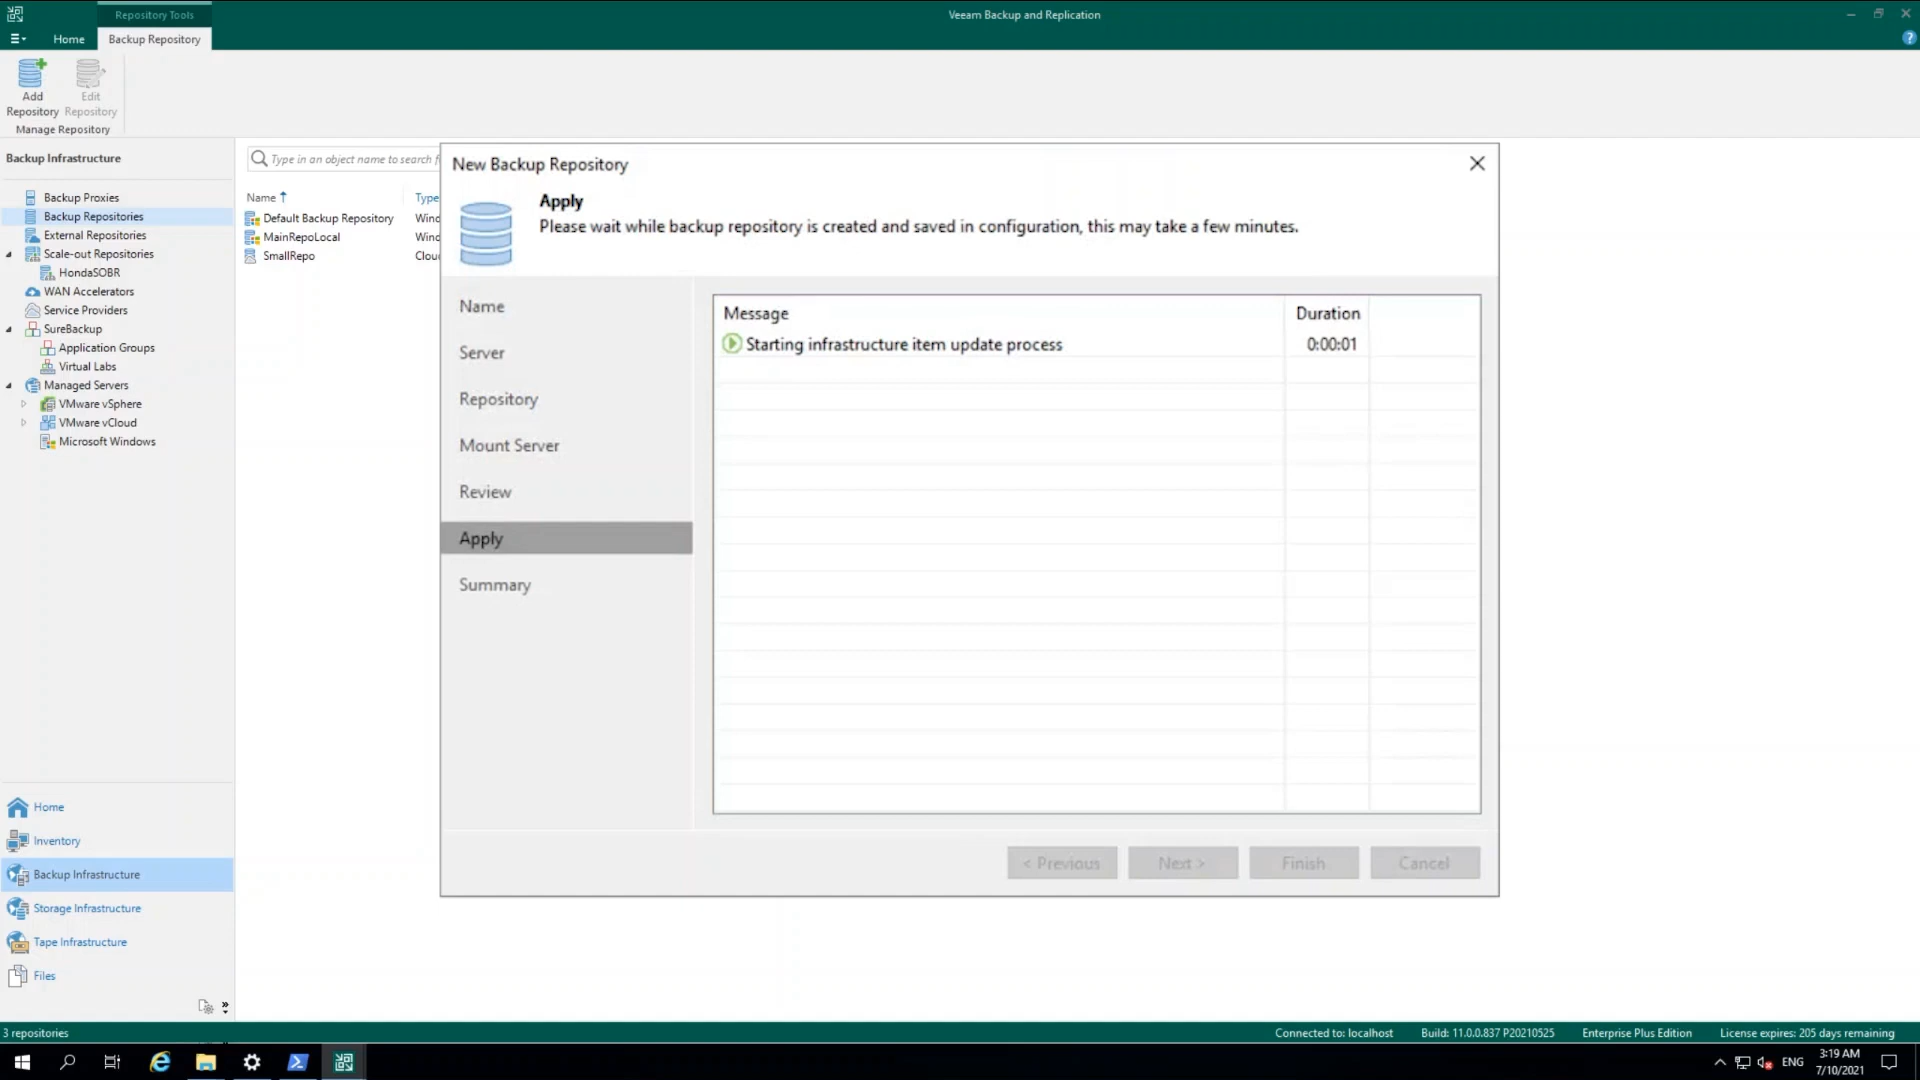 Repository Tools
Veeam Backup and Replication
Home
Backup Repository
Add Repository
Edit Repository
Manage Repository
Backup Infrastructure
Backup Proxies
Backup Repositories
External Repositories
Scale-out Repositories
HondaSOBR
WAN Accelerators
Service Providers
SureBackup
Application Groups
Virtual Labs
Managed Servers
VMware vSphere
VMware vCloud
Microsoft Windows
Home
Inventory
Backup Infrastructure
Storage Infrastructure
Tape Infrastructure
Files
Type in an object name to search f
Name Type
Default Backup Repository Wind
MainRepoLocal Wind
SmallRepo Clou
New Backup Repository
Apply
Please wait while backup repository is created and saved in configuration, this may take a few minutes.
Name
Server
Repository
Mount Server
Review
Apply
Summary
Message Duration
Starting infrastructure item update process 0:00:01
< Previous
Next >
Finish
Cancel
3 repositories
Connected to: localhost
Build: 11.0.0.837 P20210525
Enterprise Plus Edition
License expires: 205 days remaining
ENG
3:19 AM
7/10/2021